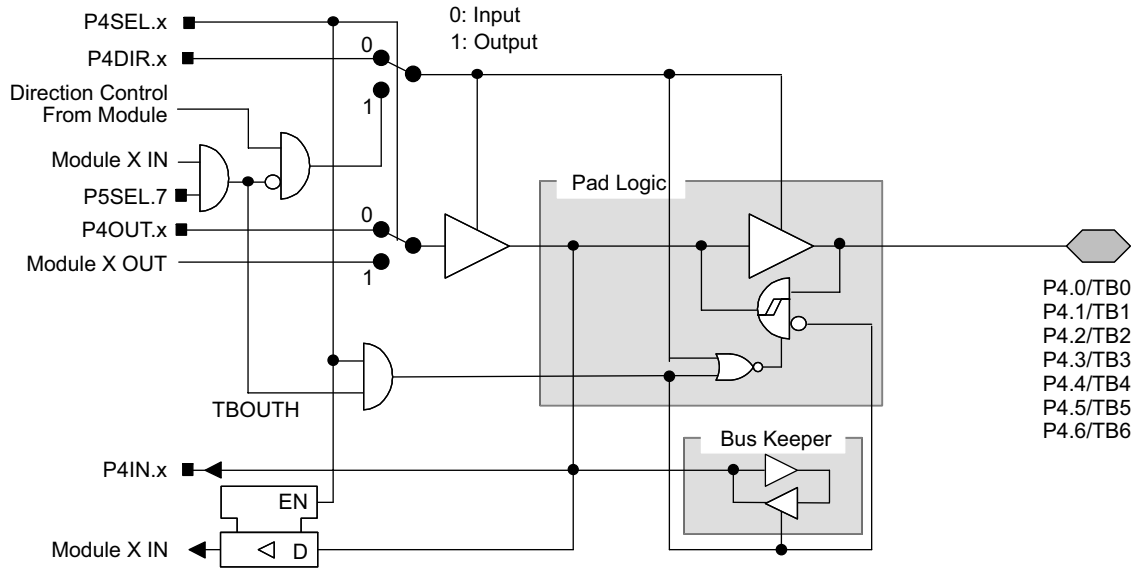 P4SEL.x
0: Input
1: Output
P4DIR.x
0
1
Direction Control
From Module
Module X IN
P5SEL.7
Pad Logic
P4OUT.x
0
Module X OUT
1
P4.0/TB0
P4.1/TB1
P4.2/TB2
P4.3/TB3
P4.4/TB4
P4.5/TB5
P4.6/TB6
TBOUTH
Bus Keeper
P4IN.x
EN
Module X IN
D